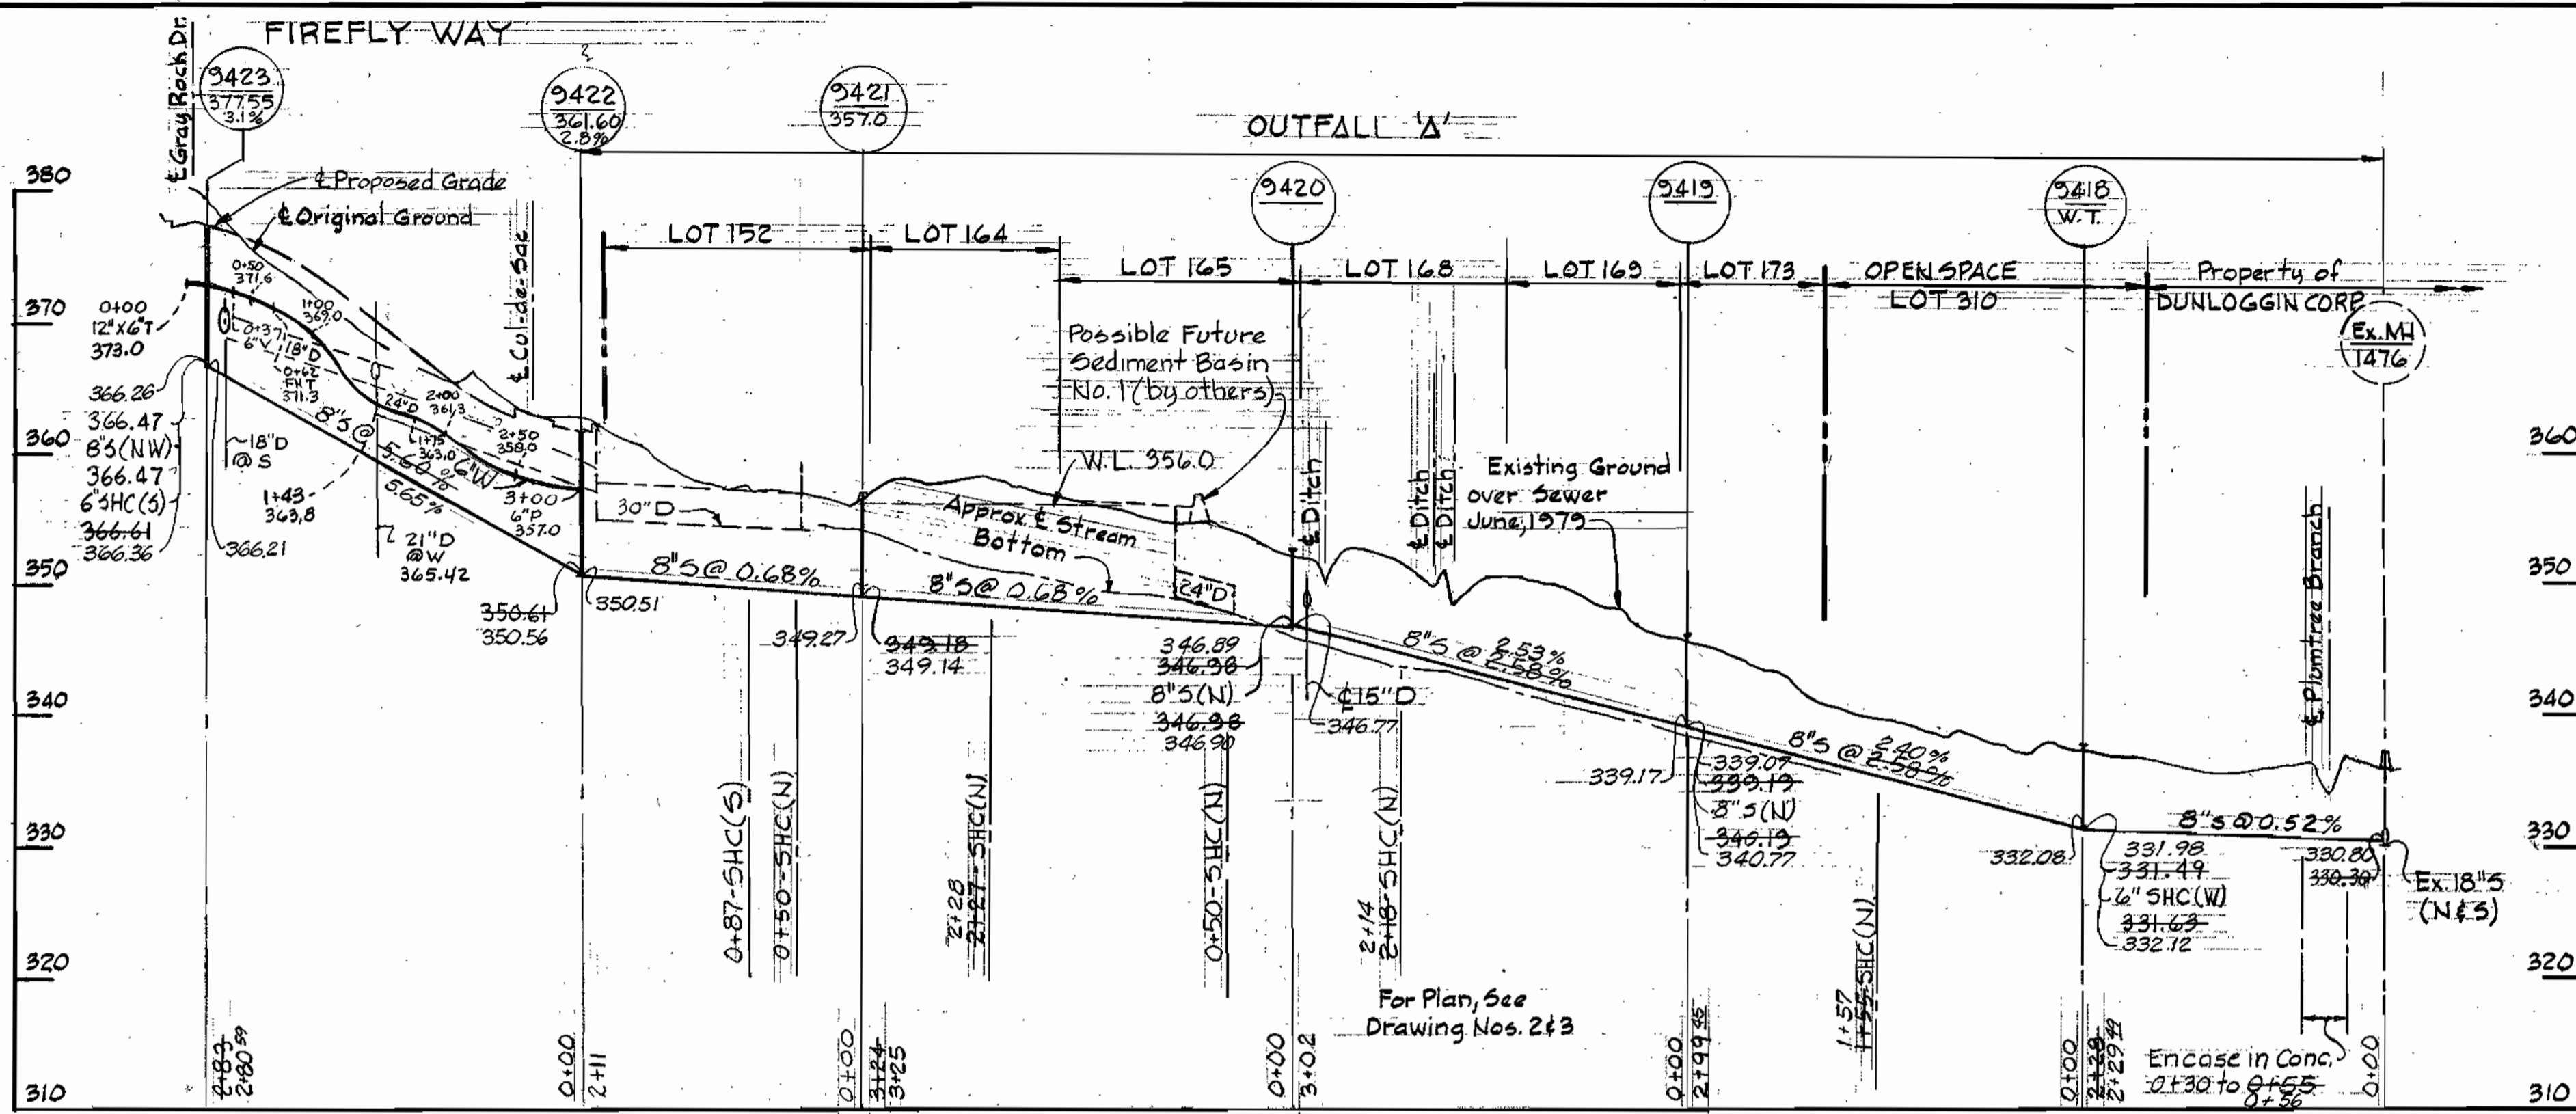 FIREFLY WAY
℄ Gray Rock Dr.
9423
377.55
3.1%
9422
361.60
2.8%
9421
357.0
OUTFALL 'A'
9420
9419
9418
W.T.
Ex. MH
1476
380
370
360
350
340
330
320
310
℄ Proposed Grade
℄ Original Ground
℄ Cul-de-Sac
LOT 152
LOT 164
LOT 165
LOT 168
LOT 169
LOT 173
OPEN SPACE
LOT 310
Property of
DUNLOGGIN CORP.
0+00
12"X6"T
373.0
0+50
371.6
1+00
369.0
0+37
6"V
18"D
0+62
FHT
371.3
24"D
2+00
361.3
1+75
363.0
2+50
358.0
6"W
3+00
6"P
357.0
366.26
366.47
8"S(NW)
366.47
6"SHC(S)
366.61
366.36
18"D
@ S
366.21
8"S @ 5.60%
5.65%
1+43
363.8
21"D
@W
365.42
350.61
350.56
350.51
30"D
8"S @ 0.68%
349.27
349.18
349.14
8"S @ 0.68%
Possible Future
Sediment Basin
No. 1 (by others)
W.L. 356.0
Approx ℄ Stream
Bottom
24"D
346.89
346.98
8"S(N)
346.98
346.90
℄ 15"D
346.77
℄ Ditch
℄ Ditch
℄ Ditch
Existing Ground
over Sewer
June, 1979
8"S @ 2.53%
2.58%
339.17
339.07
339.19
8"S(N)
340.19
340.77
8"S @ 2.40%
2.58%
332.08
331.98
331.49
6" SHC(W)
331.63
332.12
8"S @ 0.52%
℄ Plumtree Branch
330.80
330.30
Ex. 18"S
(N&S)
0+87-SHC(S)
0+50-SHC(N)
2+28
2+27-SHC(N)
0+50-SHC(N)
2+14
2+18-SHC(N)
1+57
1+55-SHC(N)
For Plan, See
Drawing Nos. 2&3
Encase in Conc.
0+30 to 0+55
0+56
2+83
2+80.59
0+00
2+11
0+00
3+24
3+25
0+00
3+02
0+00
2+99.45
0+00
2+28
2+29.49
0+00
360
350
340
330
320
310